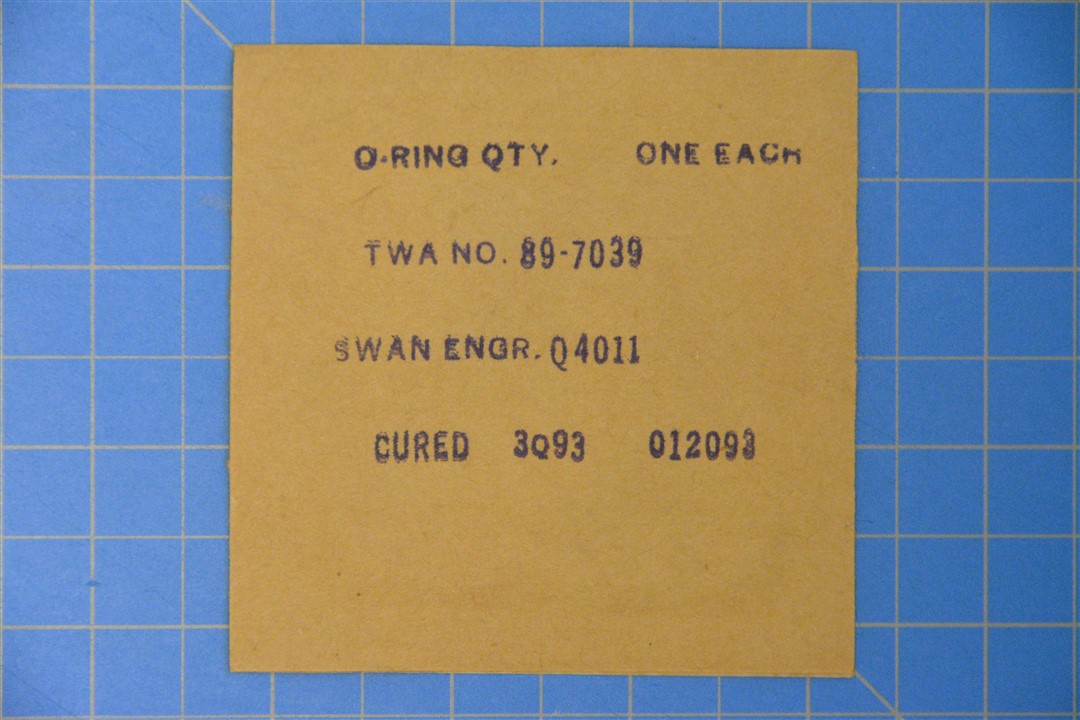 O-RING QTY. ONE EACH
TWA NO. 89-7039
SWAN ENGR. Q4011
CURED 3Q93 012093